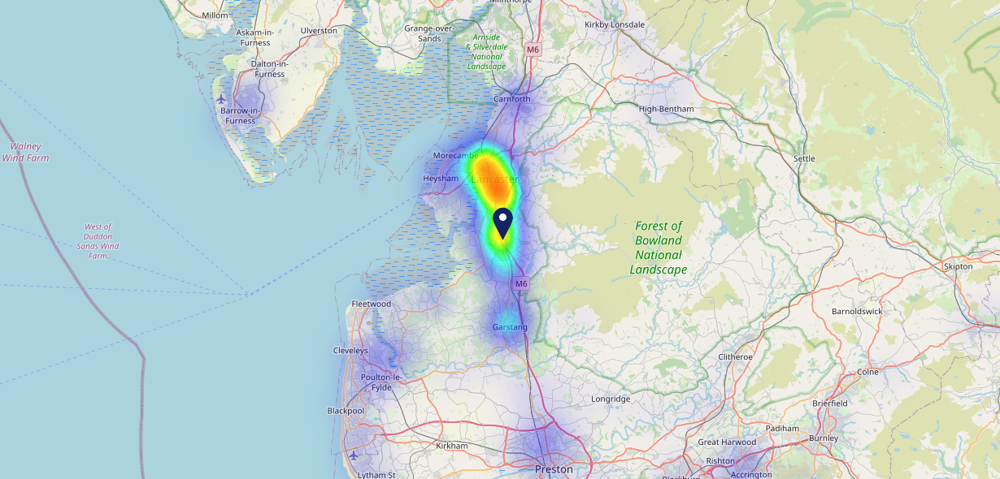 Millom
Milnthorpe
Kirkby Lonsdale
Askam-in-
Furness
Ulverston
Grange-over-
Sands
Arnside
& Silverdale
National
Landscape
M6
Dalton-in-
Furness
Carnforth
High Bentham
Barrow-in-
Furness
Walney
Wind Farm
Morecambe
Settle
Heysham
Lancaster
West of
Duddon
Sands Wind
Farm
Forest of
Bowland
National
Landscape
Skipton
M6
Fleetwood
Barnoldswick
Garstang
Cleveleys
Clitheroe
Poulton-le-
Fylde
Colne
Longridge
Brierfield
Blackpool
Padiham
Burnley
Great Harwood
Kirkham
Rishton
Preston
Lytham St
Accrington
Blackburn